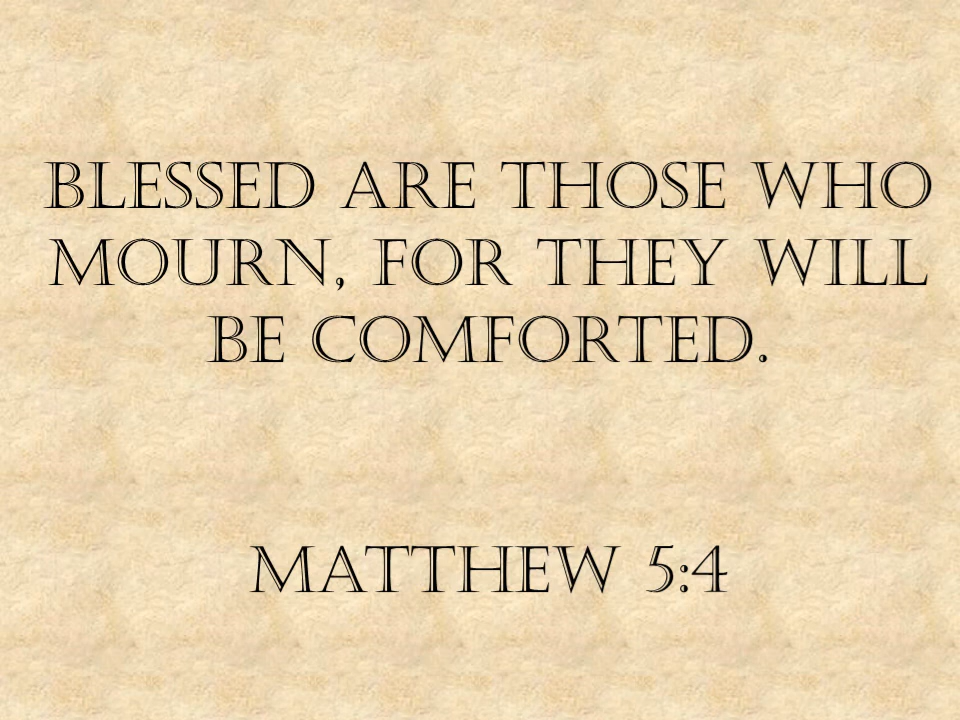 BLESSED ARE THOSE WHO
MOURN, FOR THEY WILL
BE COMFORTED.
MATTHEW 5:4